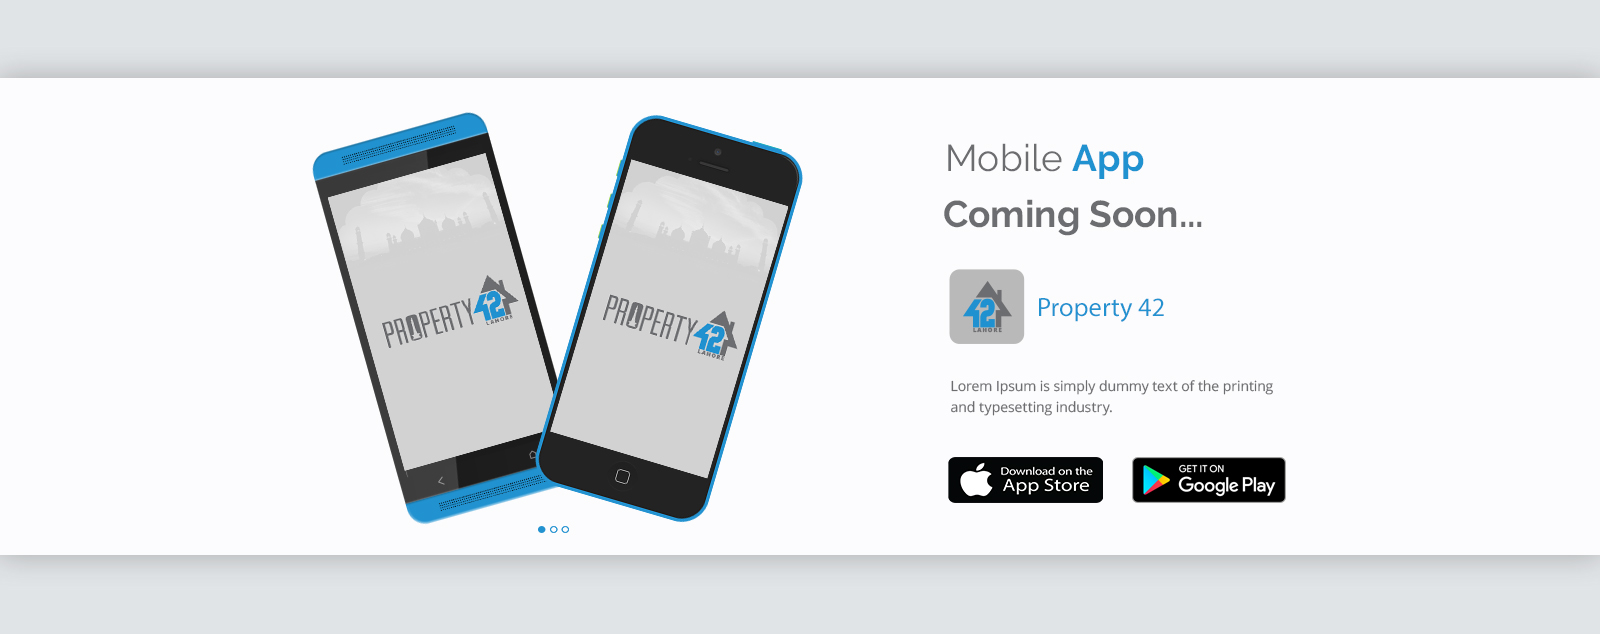 PROPERTY 42
LAHORE
PROPERTY 42
LAHORE
Mobile App
Coming Soon...
42
LAHORE
Property 42
Lorem Ipsum is simply dummy text of the printing
and typesetting industry.
Download on the
App Store
GET IT ON
Google Play